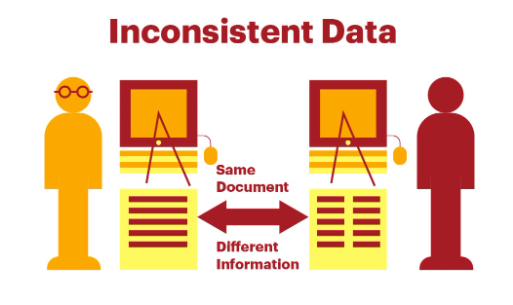 Inconsistent Data
Same
Document
Different
Information